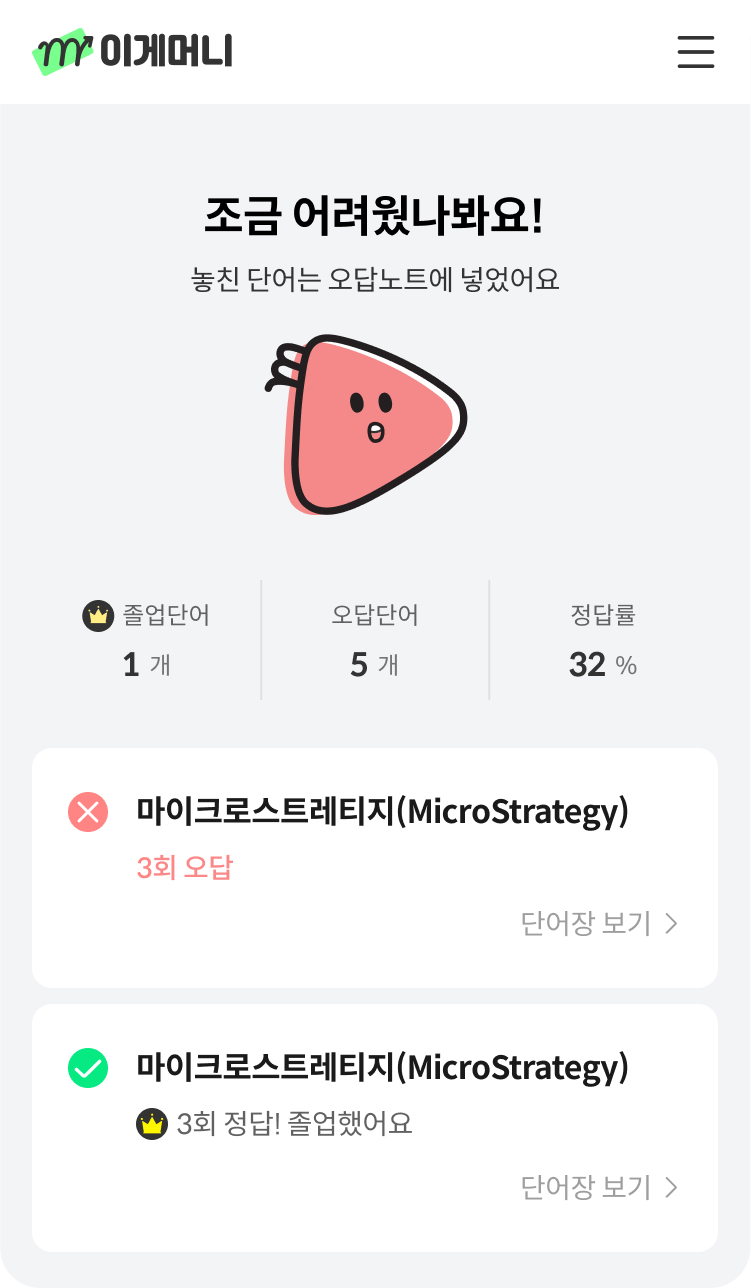 이게머니
조금 어려웠나봐요!
놓친 단어는 오답노트에 넣었어요
졸업단어
오답단어
정답률
1 개
5 개
32 %
마이크로스트레티지(MicroStrategy)
3회 오답
단어장 보기
마이크로스트레티지(MicroStrategy)
3회 정답! 졸업했어요
단어장 보기